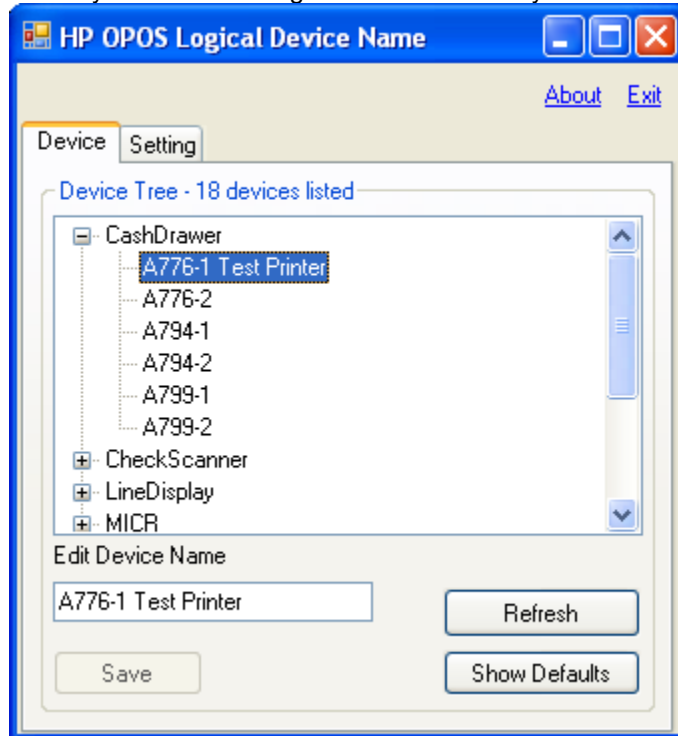 HP OPOS Logical Device Name
About Exit
Device Setting
Device Tree - 18 devices listed
CashDrawer
A776-1 Test Printer
A776-2
A794-1
A794-2
A799-1
A799-2
CheckScanner
LineDisplay
MICR
Edit Device Name
A776-1 Test Printer
Refresh
Save
Show Defaults